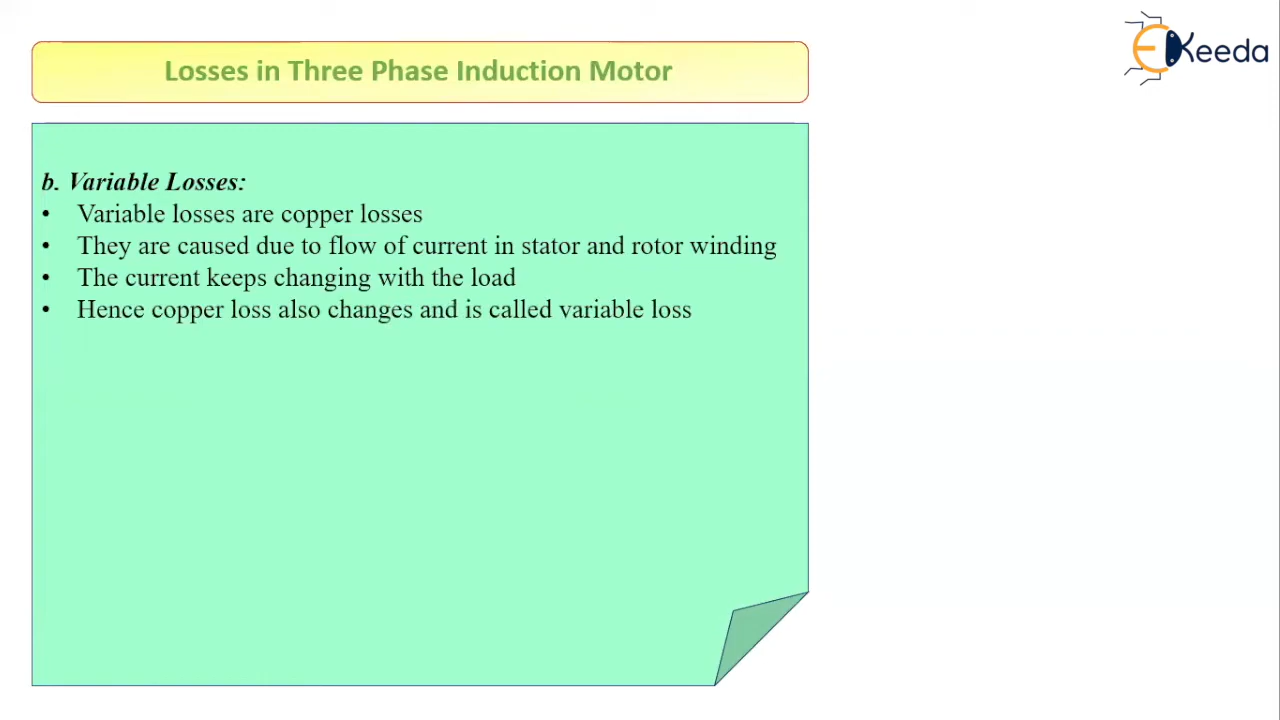 Losses in Three Phase Induction Motor
EKeeda
b. Variable Losses:
• Variable losses are copper losses
• They are caused due to flow of current in stator and rotor winding
• The current keeps changing with the load
• Hence copper loss also changes and is called variable loss